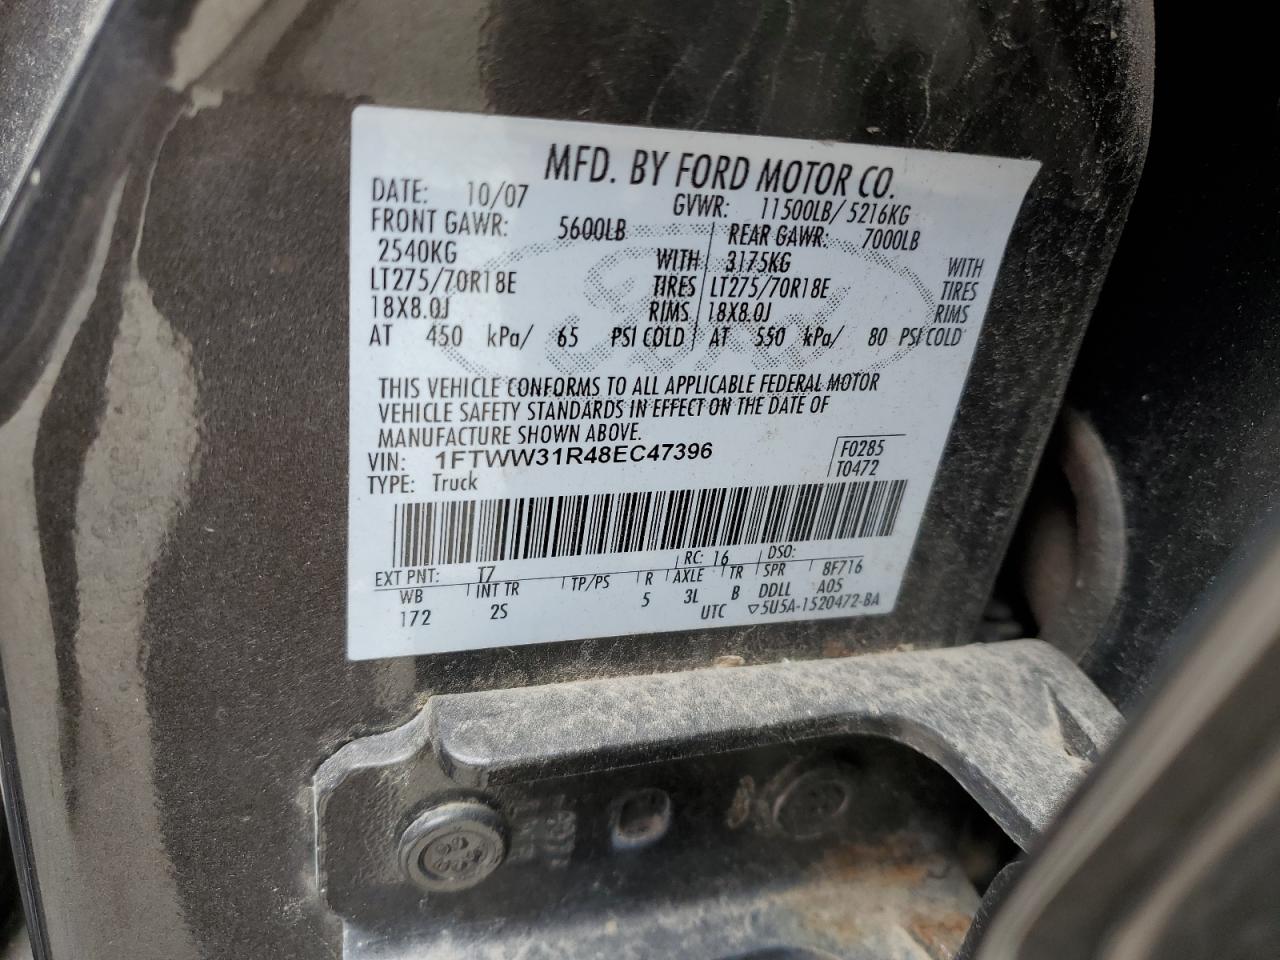 MFD. BY FORD MOTOR CO.
DATE: 10/07 GVWR: 11500LB/ 5216KG
FRONT GAWR: 5600LB REAR GAWR: 7000LB
2540KG WITH 3175KG WITH
LT275/70R18E TIRES LT275/70R18E TIRES
18X8.0J RIMS 18X8.0J RIMS
AT 450 kPa/ 65 PSI COLD AT 550 kPa/ 80 PSI COLD
THIS VEHICLE CONFORMS TO ALL APPLICABLE FEDERAL MOTOR
VEHICLE SAFETY STANDARDS IN EFFECT ON THE DATE OF
MANUFACTURE SHOWN ABOVE.
VIN: 1FTWW31R48EC47396 F0285
TYPE: Truck T0472
EXT PNT: T7 RC: 16 DSO:
WB INT TR TP/PS R AXLE TR SPR 8F716
172 2S 5 3L B DDLL A05
UTC ▽5U5A-1520472-BA